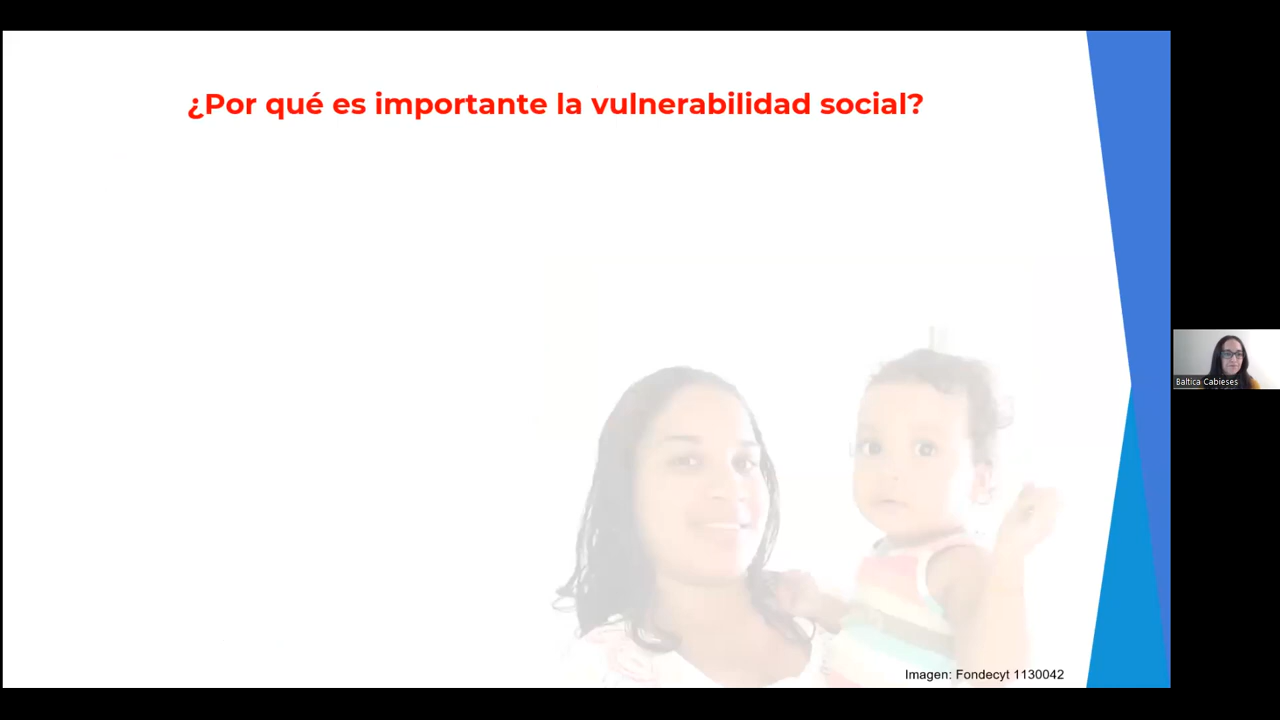 ¿Por qué es importante la vulnerabilidad social?
Baltica Cabieses
Imagen: Fondecyt 1130042